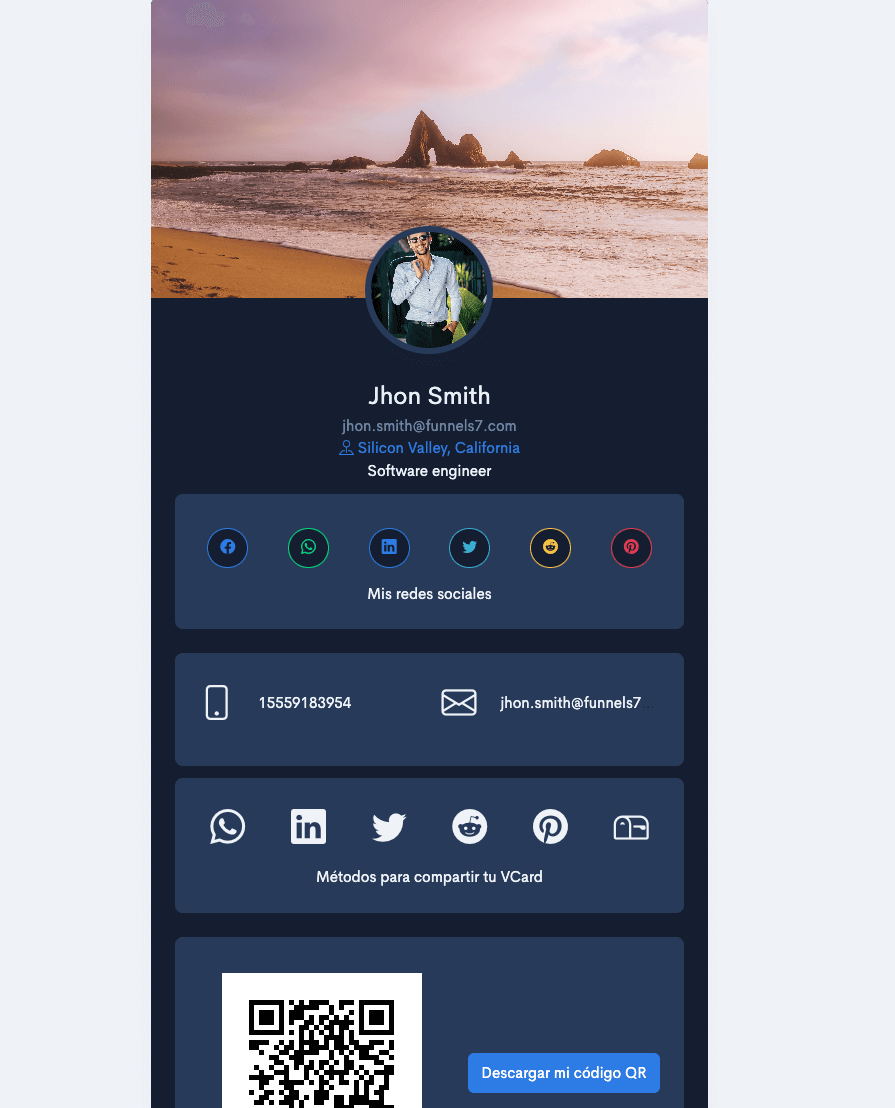 Jhon Smith
jhon.smith@funnels7.com
Silicon Valley, California
Software engineer
Mis redes sociales
15559183954
jhon.smith@funnels7...
Métodos para compartir tu VCard
Descargar mi código QR